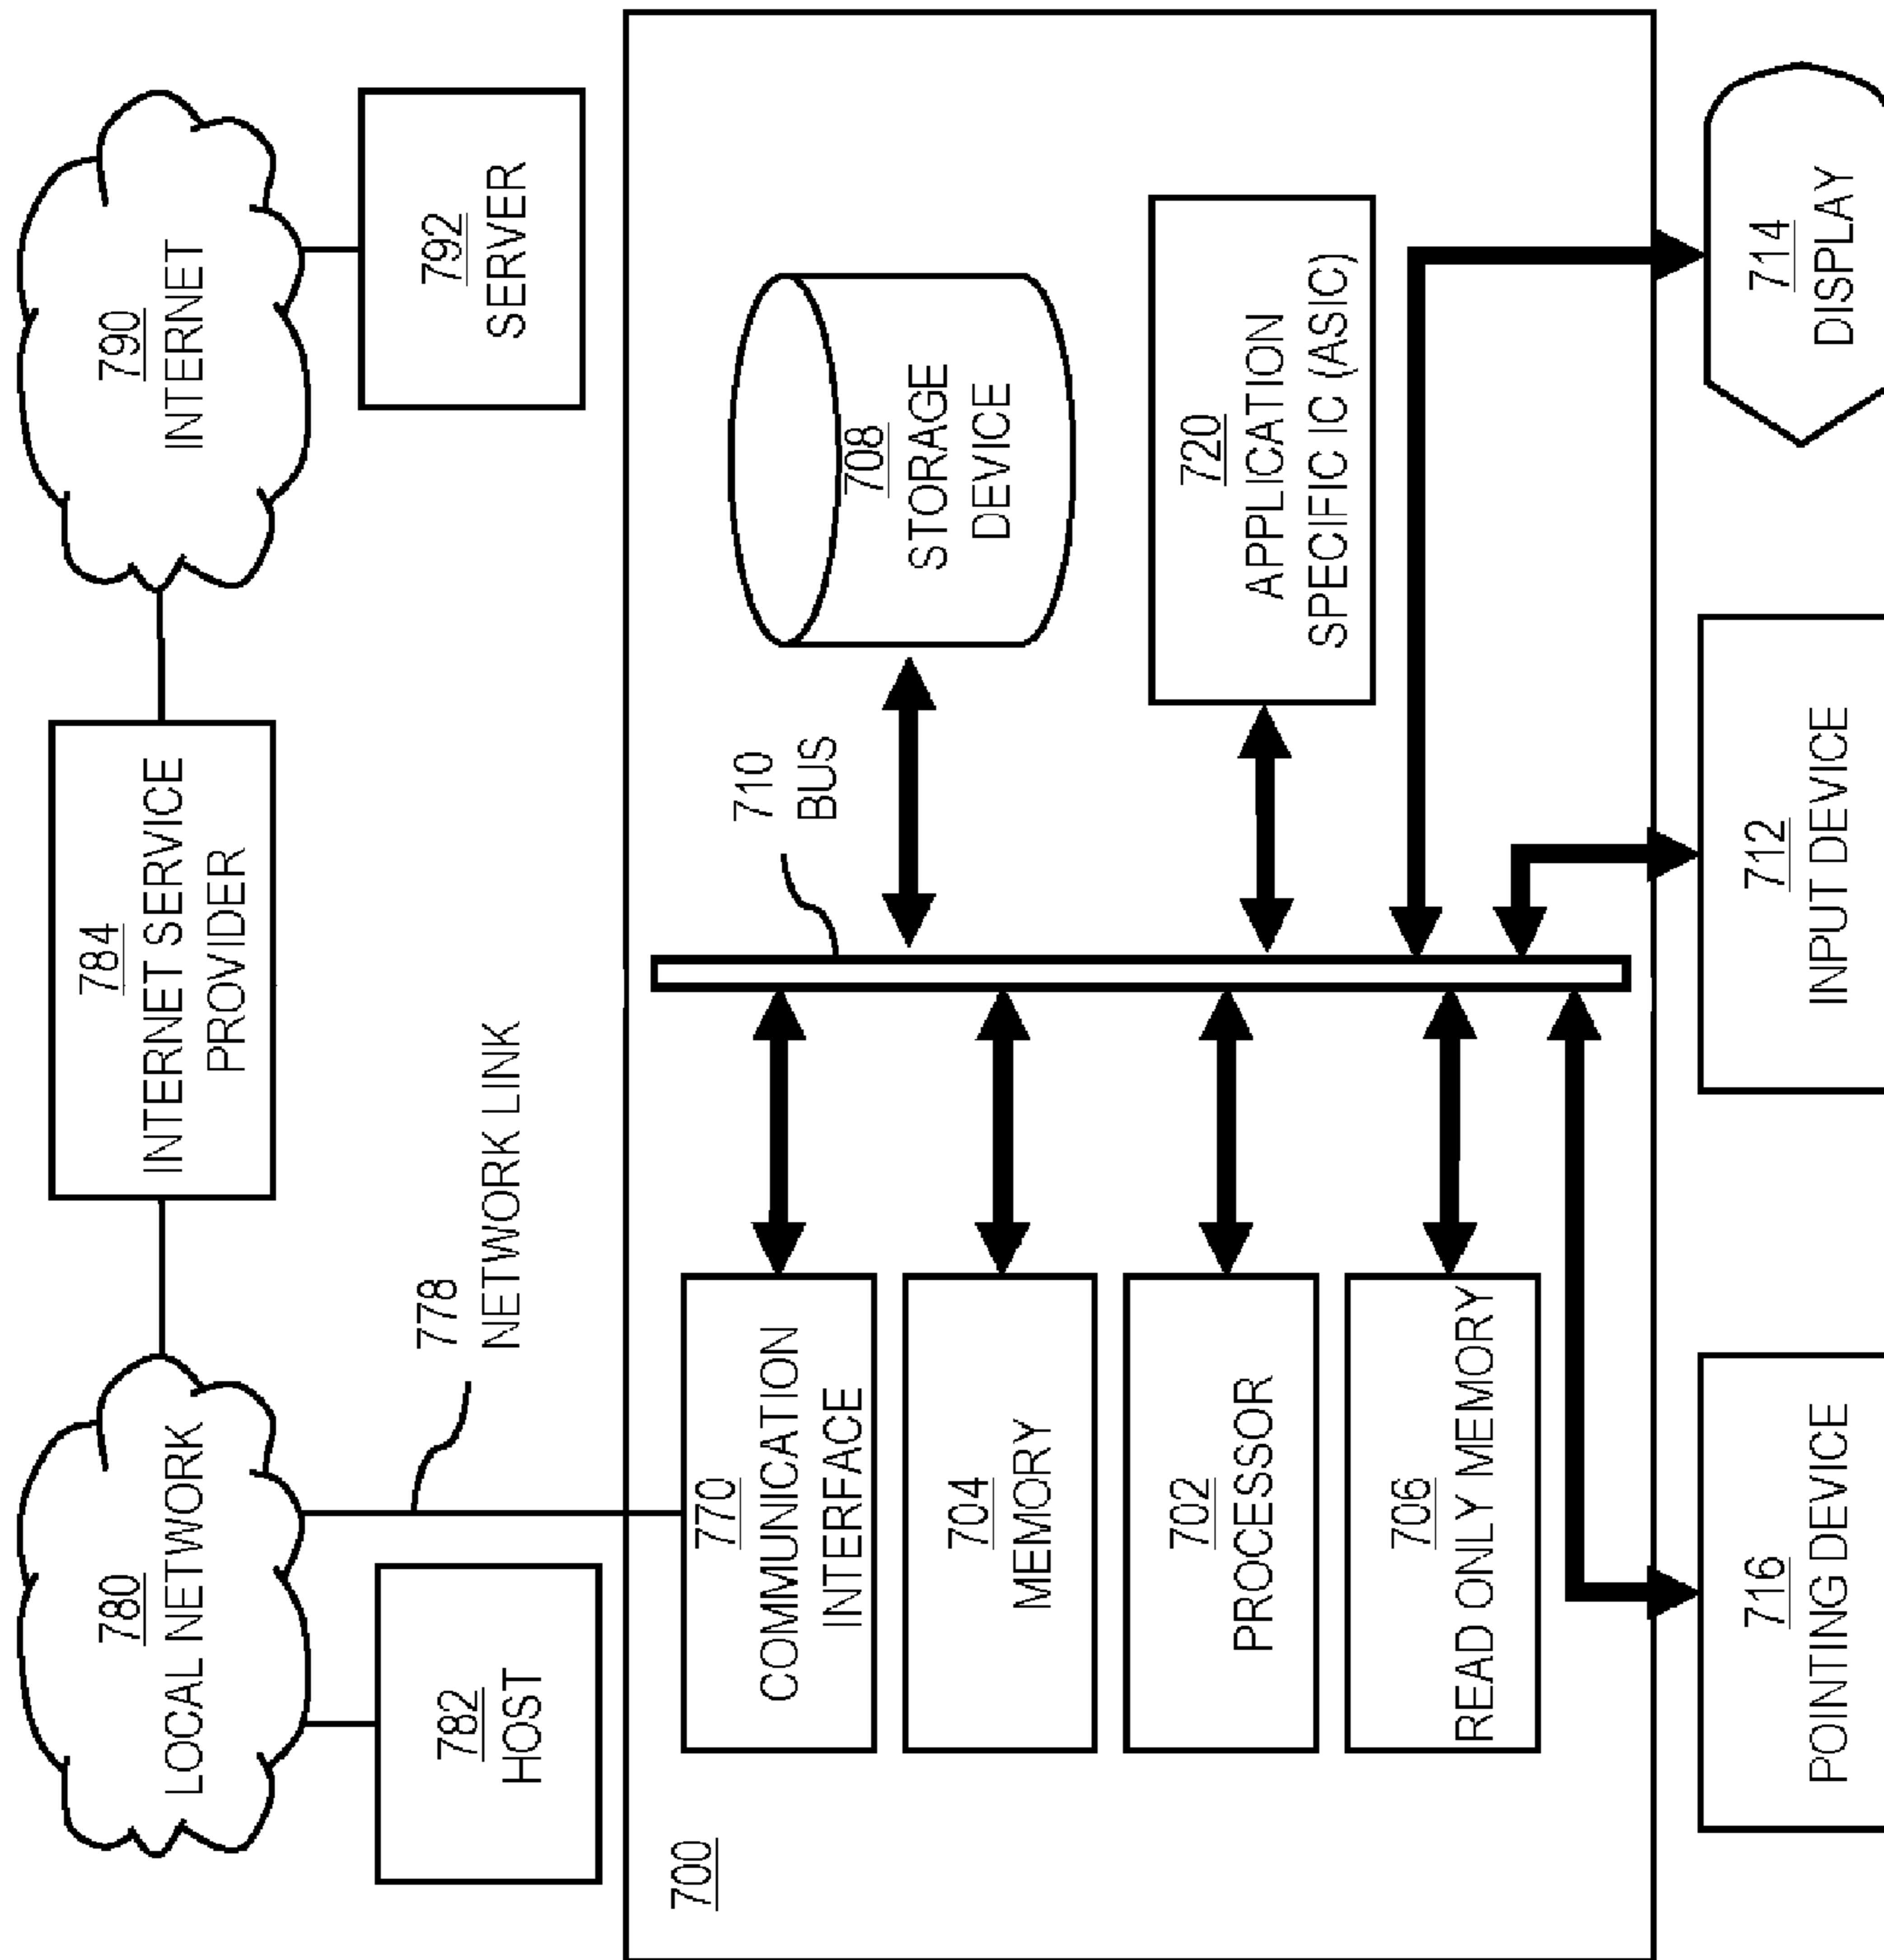 780
LOCAL NETWORK
784
INTERNET SERVICE
PROVIDER
790
INTERNET
782
HOST
778
NETWORK LINK
792
SERVER
700
770
COMMUNICATION
INTERFACE
710
BUS
708
STORAGE
DEVICE
704
MEMORY
702
PROCESSOR
720
APPLICATION
SPECIFIC IC (ASIC)
706
READ ONLY MEMORY
716
POINTING DEVICE
712
INPUT DEVICE
714
DISPLAY